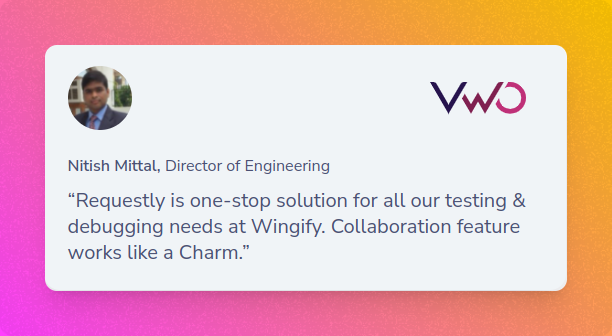 VWO
Nitish Mittal, Director of Engineering
“Requestly is one-stop solution for all our testing &
debugging needs at Wingify. Collaboration feature
works like a Charm.”